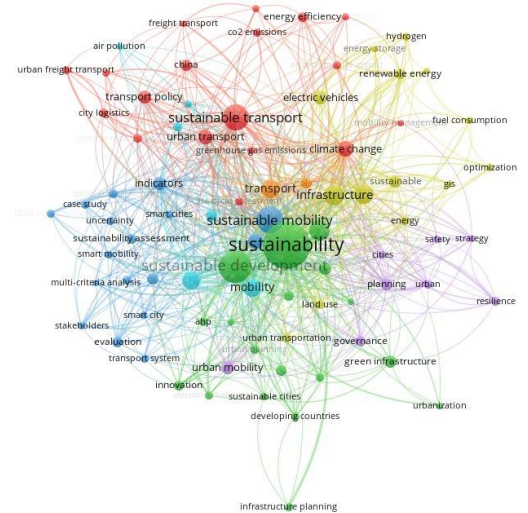 freight transport
energy efficiency
co2 emissions
hydrogen
air pollution
energy storage
urban freight transport
china
renewable energy
transport policy
electric vehicles
city logistics
sustainable transport
mobility management
fuel consumption
urban transport
greenhouse gas emissions
climate change
optimization
indicators
transport
sustainable
gis
infrastructure
case study
smart cities
uncertainty
sustainable mobility
energy
sustainability assessment
sustainability
safety
strategy
smart mobility
cities
sustainable development
multi-criteria analysis
mobility
planning
urban
resilience
smart city
land use
stakeholders
ahp
evaluation
urban transportation
governance
urban planning
transport system
urban mobility
green infrastructure
innovation
sustainable cities
urbanization
developing countries
infrastructure planning